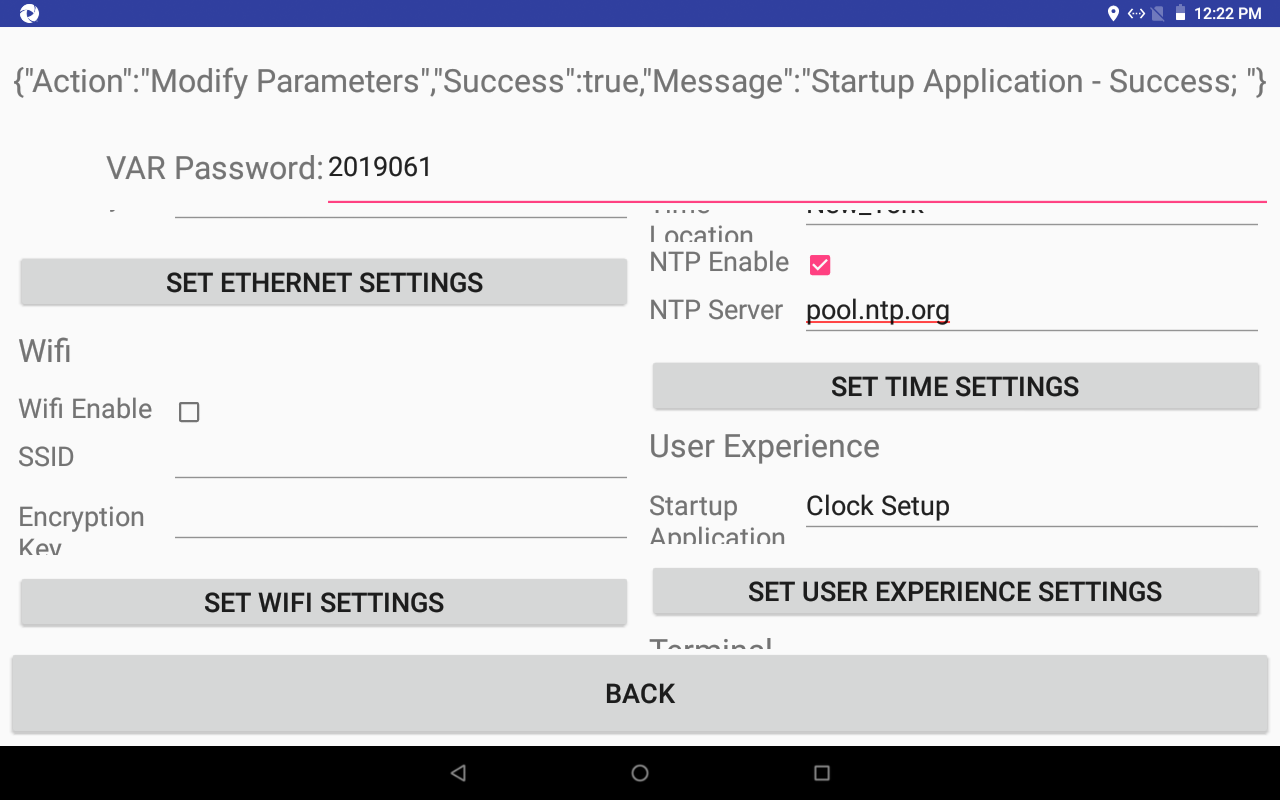 12:22 PM
{"Action":"Modify Parameters","Success":true,"Message":"Startup Application - Success; "}
VAR Password: 2019061
Time
Location
New_York
SET ETHERNET SETTINGS
Wifi
Wifi Enable
SSID
Encryption
Key
SET WIFI SETTINGS
NTP Enable
NTP Server pool.ntp.org
SET TIME SETTINGS
User Experience
Startup
Application
Clock Setup
SET USER EXPERIENCE SETTINGS
Terminal
BACK